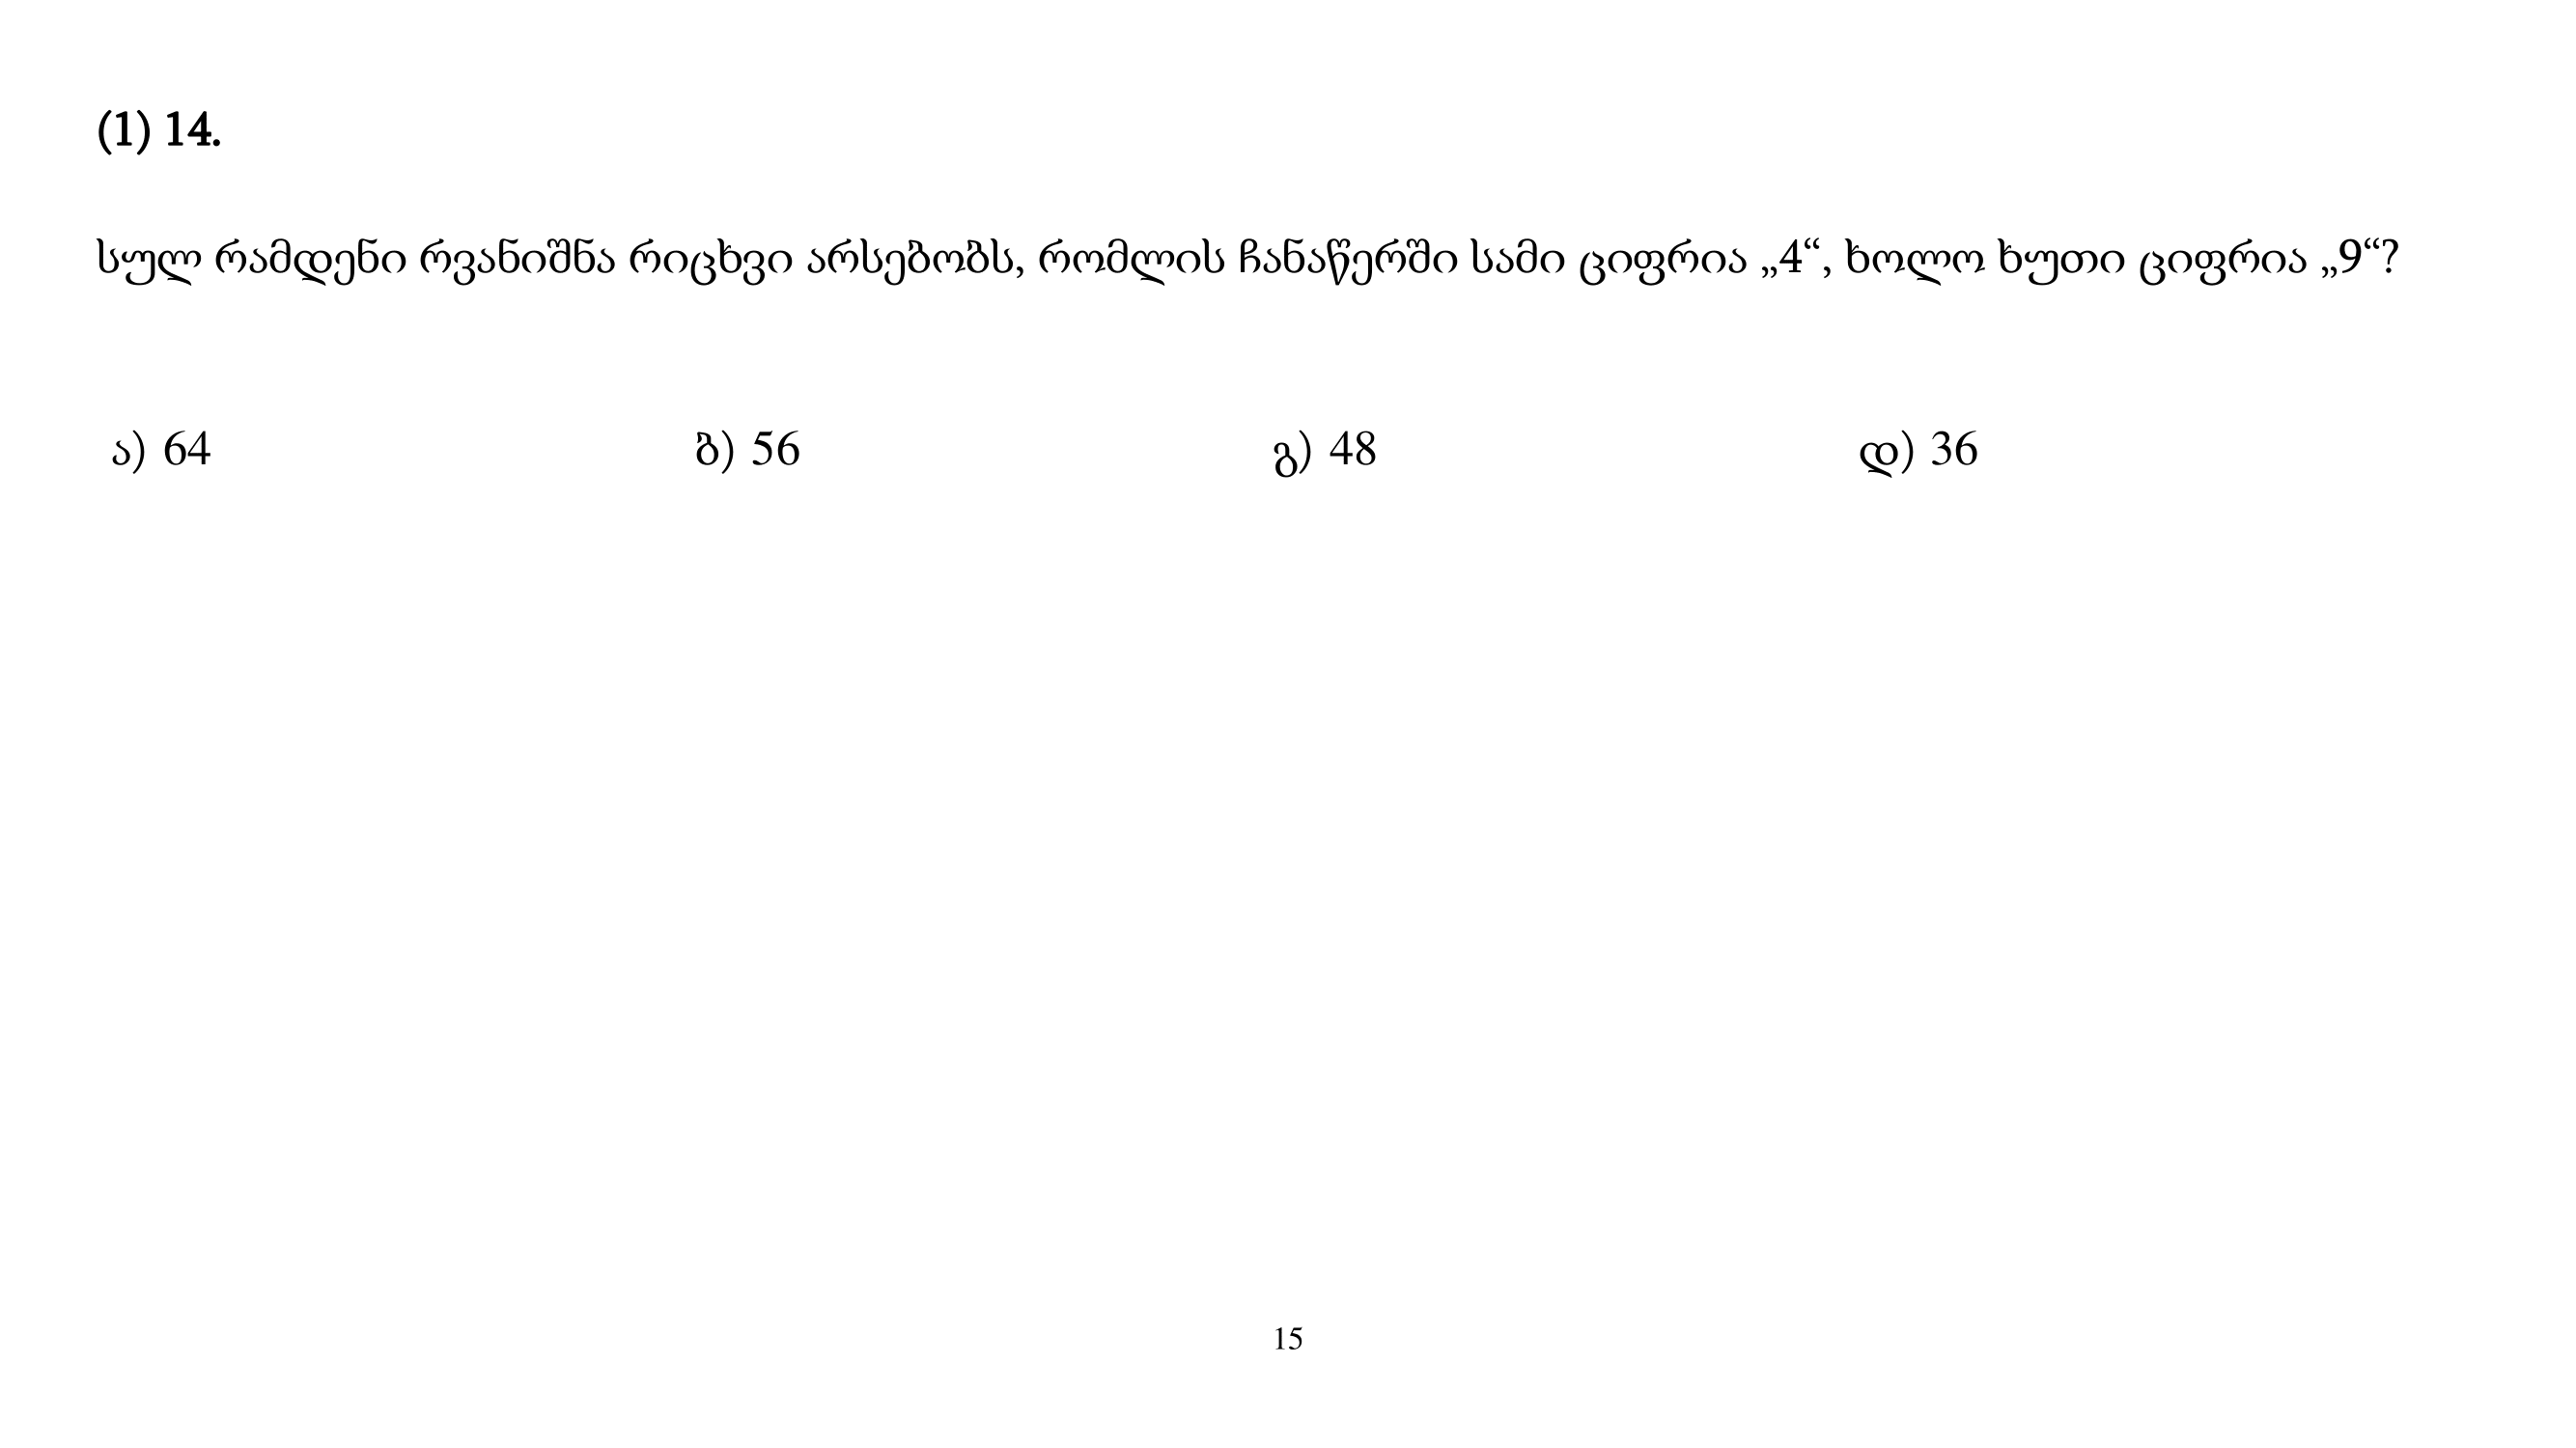 (1) 14.
სულ რამდენი რვანიშნა რიცხვი არსებობს, რომლის ჩანაწერში სამი ციფრია „4“, ხოლო ხუთი ციფრია „9“?
ა) 64 ბ) 56 გ) 48 დ) 36
15